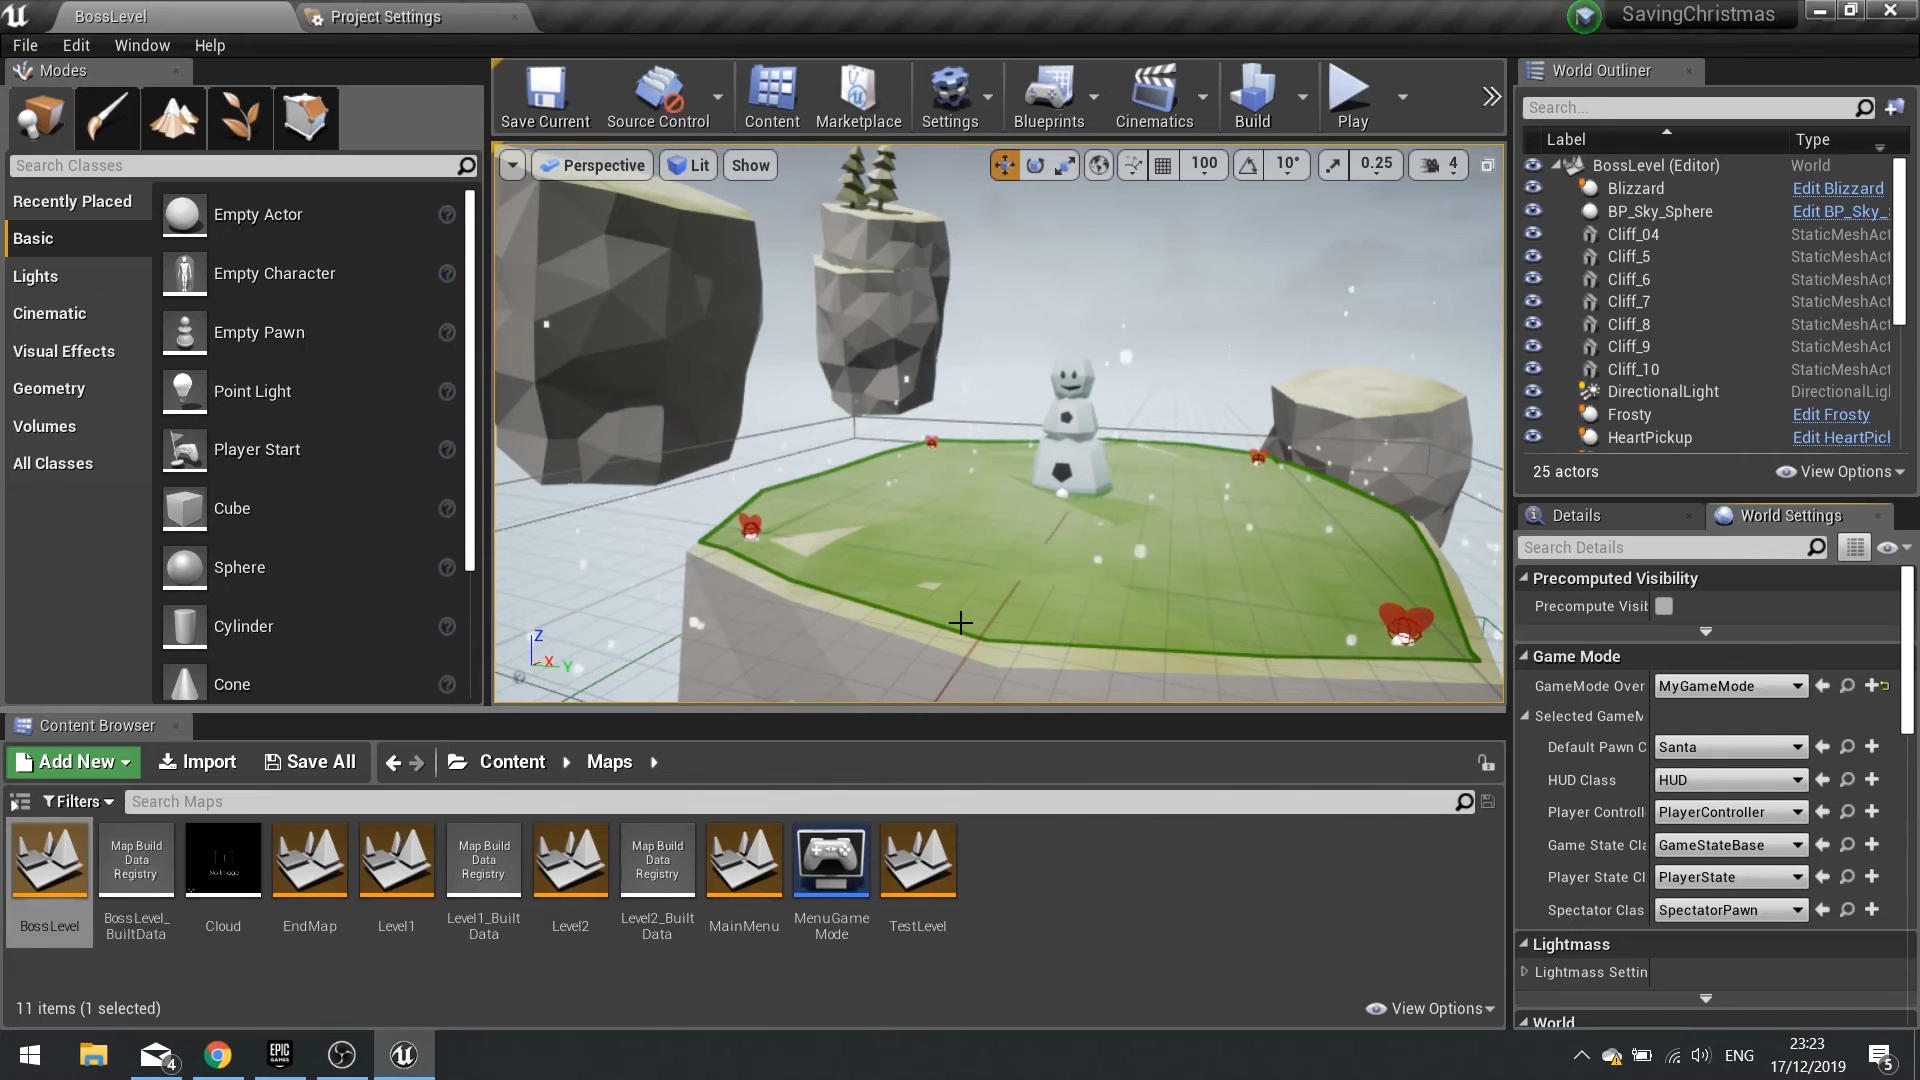 BossLevel
Project Settings
SavingChristmas
File Edit Window Help
Modes
Search Classes
Recently Placed
Basic
Lights
Cinematic
Visual Effects
Geometry
Volumes
All Classes
Empty Actor
Empty Character
Empty Pawn
Point Light
Player Start
Cube
Sphere
Cylinder
Cone
Save Current
Source Control
Content
Marketplace
Settings
Blueprints
Cinematics
Build
Play
Perspective
Lit
Show
100
10°
0.25
4
Z
X
Y
World Outliner
Search...
Label Type
BossLevel (Editor) World
Blizzard Edit Blizzard
BP_Sky_Sphere Edit BP_Sky_
Cliff_04 StaticMeshAct
Cliff_5 StaticMeshAct
Cliff_6 StaticMeshAct
Cliff_7 StaticMeshAct
Cliff_8 StaticMeshAct
Cliff_9 StaticMeshAct
Cliff_10 StaticMeshAct
DirectionalLight DirectionalLig
Frosty Edit Frosty
HeartPickup Edit HeartPicl
25 actors
View Options
Details
World Settings
Search Details
Precomputed Visibility
Precompute Visib
Game Mode
GameMode Over MyGameMode
Selected GameM
Default Pawn C Santa
HUD Class HUD
Player Controll PlayerController
Game State Cla GameStateBase
Player State Cl PlayerState
Spectator Clas SpectatorPawn
Lightmass
Lightmass Settin
World
Content Browser
Add New
Import
Save All
Content
Maps
Filters
Search Maps
Map Build
Data
Registry
Map Build
Data
Registry
Map Build
Data
Registry
BossLevel
BossLevel_
BuiltData
Cloud
EndMap
Level1
Level1_Built
Data
Level2
Level2_Built
Data
MainMenu
MenuGame
Mode
TestLevel
11 items (1 selected)
View Options
4
EPIC
GAMES
ENG
23:23
17/12/2019
5